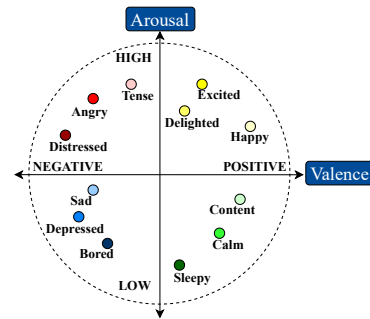 Arousal
HIGH
Tense
Excited
Angry
Delighted
Happy
Distressed
NEGATIVE
POSITIVE
Valence
Sad
Content
Depressed
Calm
Bored
Sleepy
LOW